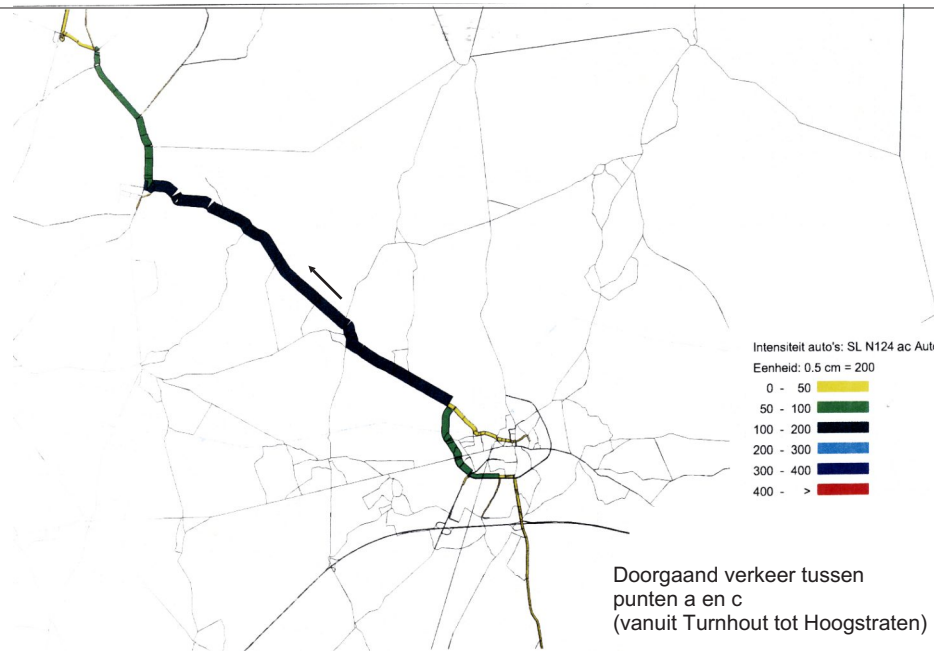 Intensiteit auto's: SL N124 ac Aut
Eenheid: 0.5 cm = 200
0 - 50
50 - 100
100 - 200
200 - 300
300 - 400
400 - >
Doorgaand verkeer tussen
punten a en c
(vanuit Turnhout tot Hoogstraten)